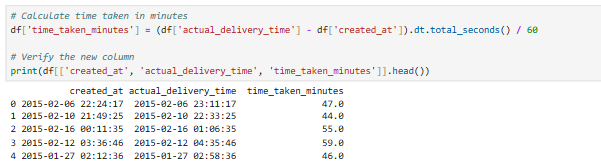 # Calculate time taken in minutes
df['time_taken_minutes'] = (df['actual_delivery_time'] - df['created_at']).dt.total_seconds() / 60
# Verify the new column
print(df[['created_at', 'actual_delivery_time', 'time_taken_minutes']].head())
created_at actual_delivery_time time_taken_minutes
0 2015-02-06 22:24:17 2015-02-06 23:11:17 47.0
1 2015-02-10 21:49:25 2015-02-10 22:33:25 44.0
2 2015-02-16 00:11:35 2015-02-16 01:06:35 55.0
3 2015-02-12 03:36:46 2015-02-12 04:35:46 59.0
4 2015-01-27 02:12:36 2015-01-27 02:58:36 46.0